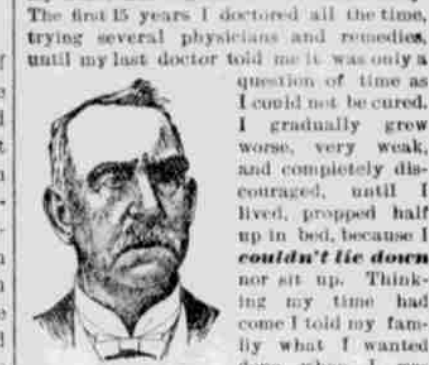 The first 15 years I doctored all the time,
trying several physicians and remedies,
until my last doctor told me it was only a
question of time as
I could not be cured.
I gradually grew
worse, very weak,
and completely dis-
couraged, until I
lived, propped half
up in bed, because I
couldn't lie down
nor sit up. Think-
ing my time had
come I told my fam-
ily what I wanted